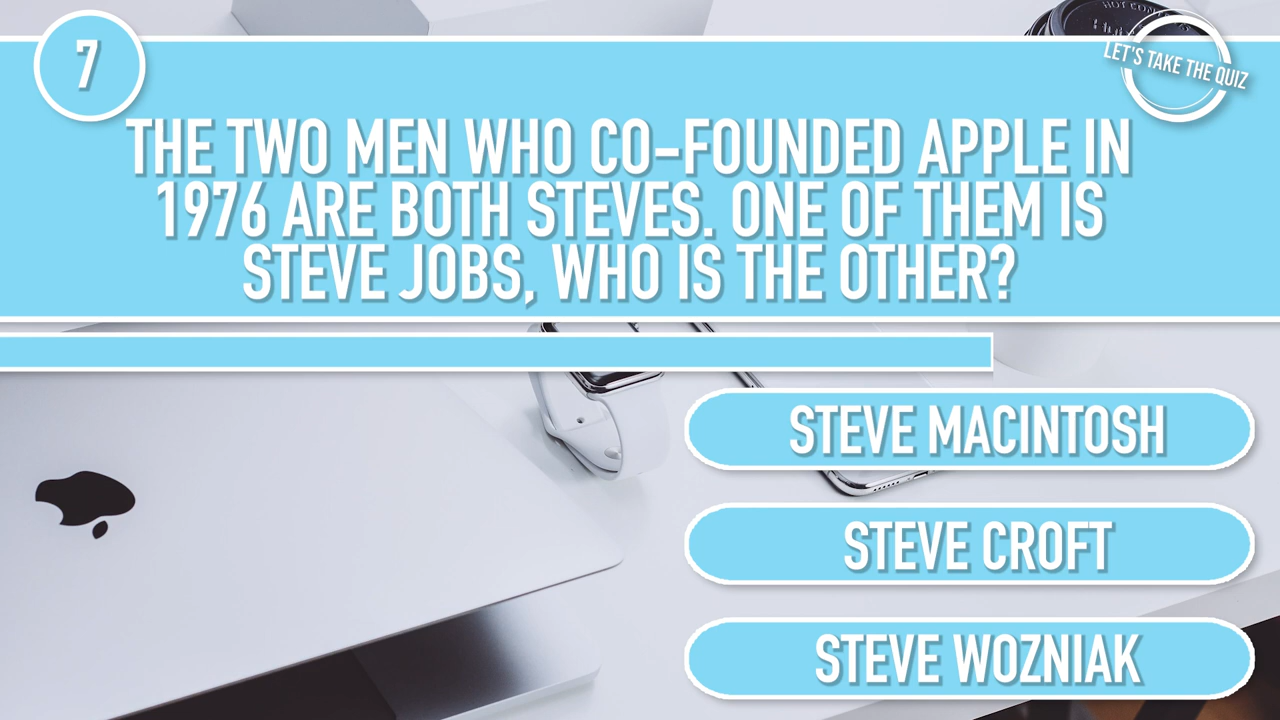 7
LET'S TAKE THE QUIZ
THE TWO MEN WHO CO-FOUNDED APPLE IN
1976 ARE BOTH STEVES. ONE OF THEM IS
STEVE JOBS, WHO IS THE OTHER?
STEVE MACINTOSH
STEVE CROFT
STEVE WOZNIAK